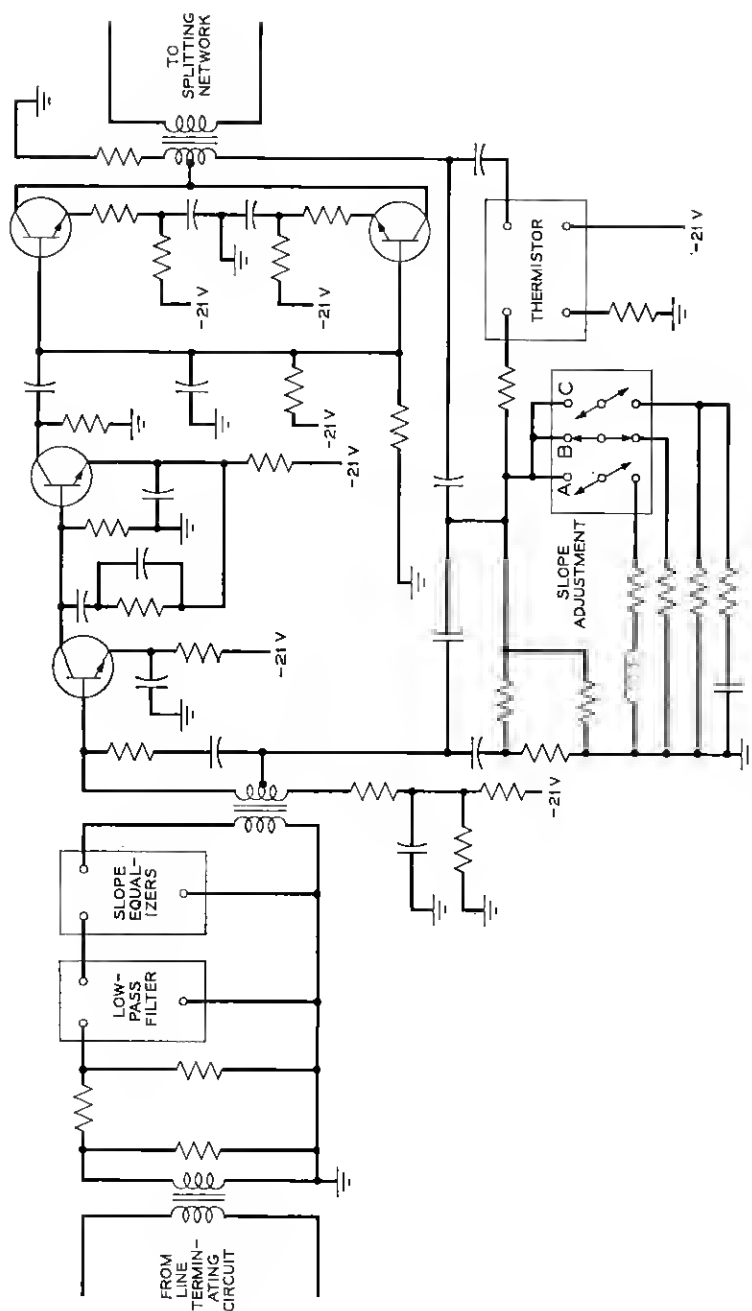 FROM
LINE
TERMIN-
ATING
CIRCUIT
LOW-
PASS
FILTER
SLOPE
EQUAL-
IZERS
-21 V
-21 V
-21 V
-21 V
-21 V
-21 V
TO
SPLITTING
NETWORK
SLOPE
ADJUSTMENT
A
B
C
THERMISTOR
-21 V